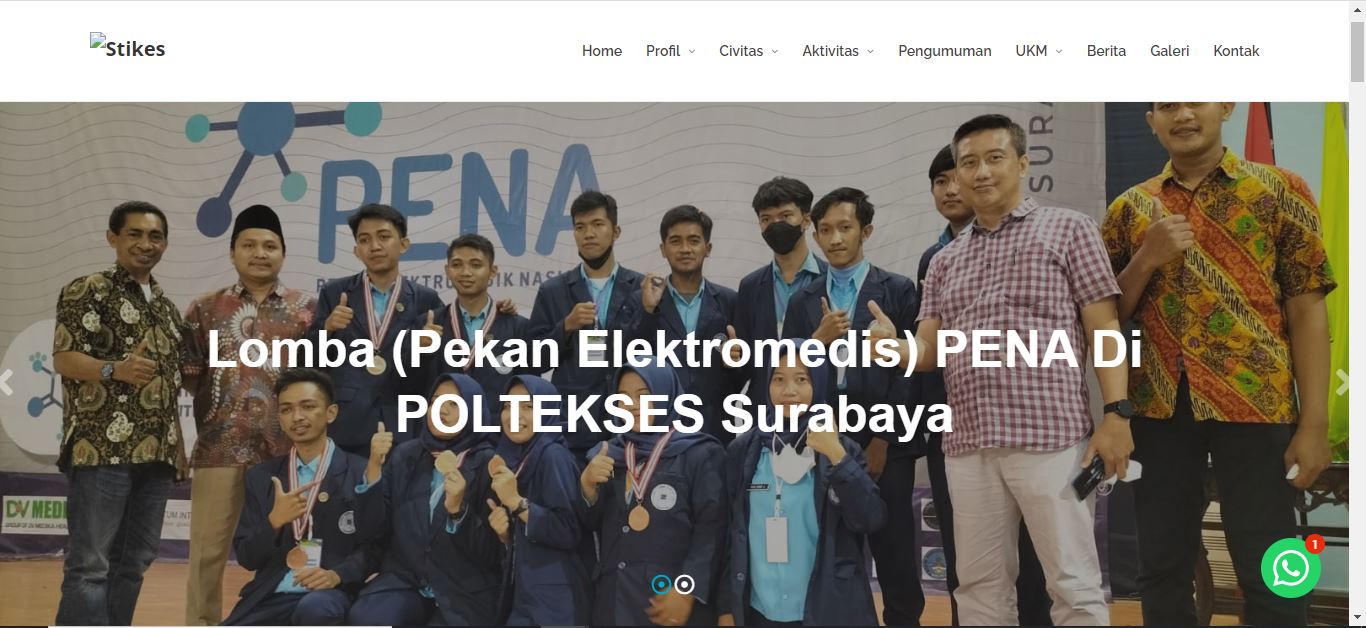 Stikes
Home Profil Civitas Aktivitas Pengumuman UKM Berita Galeri Kontak
PENA
Lomba (Pekan Elektromedis) PENA Di
POLTEKSES Surabaya
DV MEDI
1